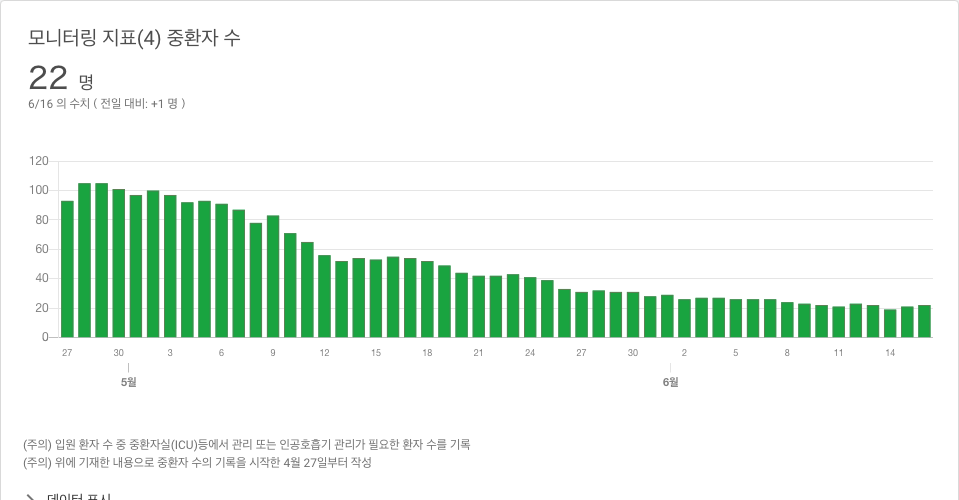 모니터링 지표(4) 중환자 수
22 명
6/16 의 수치 ( 전일 대비: +1 명 )
120
100
80
60
40
20
0
27 30 3 6 9 12 15 18 21 24 27 30 2 5 8 11 14
5월 6월
(주의) 입원 환자 수 중 중환자실(ICU)등에서 관리 또는 인공호흡기 관리가 필요한 환자 수를 기록
(주의) 위에 기재한 내용으로 중환자 수의 기록을 시작한 4월 27일부터 작성
데이터 표시